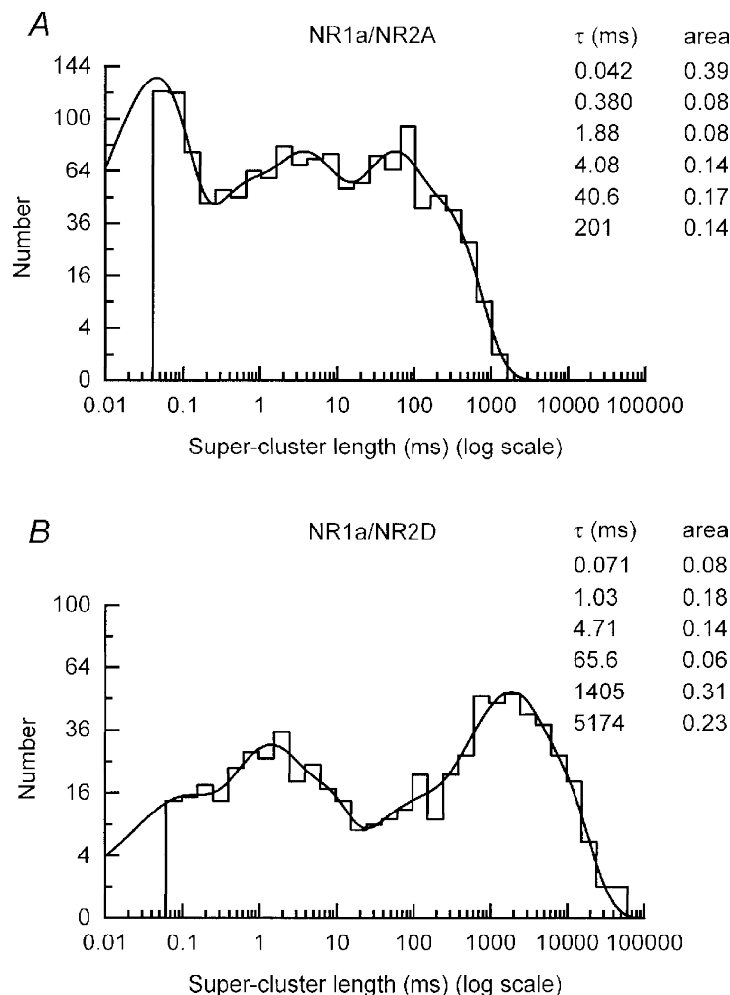 A
NR1a/NR2A
τ (ms) area
0.042 0.39
0.380 0.08
1.88 0.08
4.08 0.14
40.6 0.17
201 0.14
144
100
64
36
16
4
0
Number
0.01 0.1 1 10 100 1000 10000 100000
Super-cluster length (ms) (log scale)
B
NR1a/NR2D
τ (ms) area
0.071 0.08
1.03 0.18
4.71 0.14
65.6 0.06
1405 0.31
5174 0.23
100
64
36
16
4
0
Number
0.01 0.1 1 10 100 1000 10000 100000
Super-cluster length (ms) (log scale)